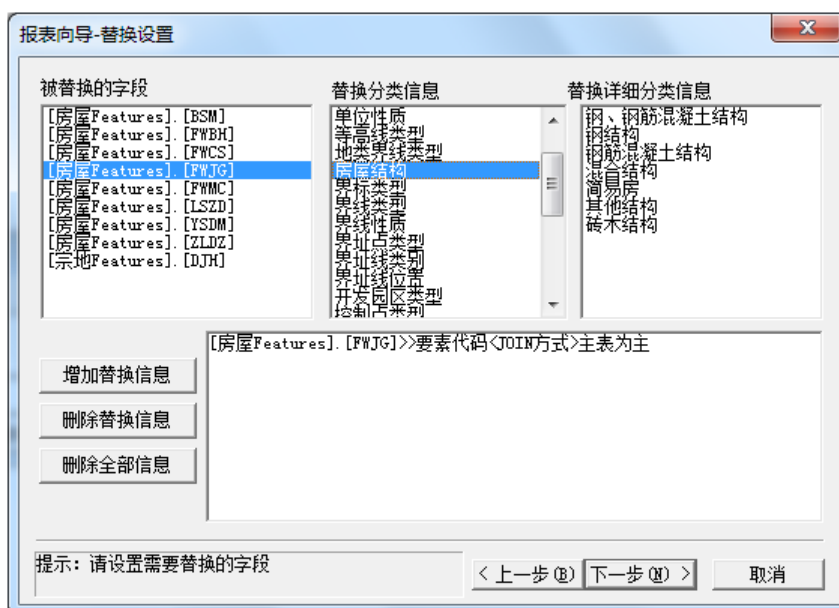 报表向导-替换设置
被替换的字段
[房屋Features].[BSM]
[房屋Features].[FWBH]
[房屋Features].[FWCS]
[房屋Features].[FWJG]
[房屋Features].[FWMC]
[房屋Features].[LSZD]
[房屋Features].[YSDM]
[房屋Features].[ZLDZ]
[宗地Features].[DJH]
替换分类信息
单位性质
等高线类型
地类界线类型
房屋结构
界标类型
界线类型
界线性质
界址点类型
界址线类别
界址线位置
开发园区类型
控制点类型
替换详细分类信息
钢、钢筋混凝土结构
钢结构
钢筋混凝土结构
混合结构
简易房
其他结构
砖木结构
[房屋Features].[FWJG]>>要素代码<JOIN方式>主表为主
增加替换信息
删除替换信息
删除全部信息
提示：请设置需要替换的字段
< 上一步(B)
下一步(N) >
取消